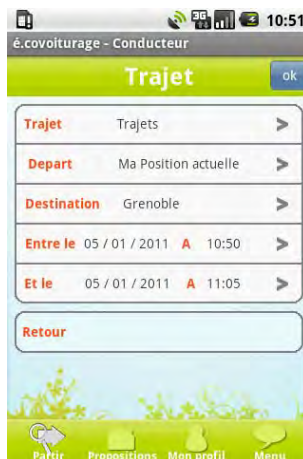 3G 10:51
é.covoiturage - Conducteur
Trajet ok
Trajet Trajets >
Depart Ma Position actuelle >
Destination Grenoble >
Entre le 05 / 01 / 2011 A 10:50 >
Et le 05 / 01 / 2011 A 11:05 >
Retour
Partir Propositions Mon profil Menu